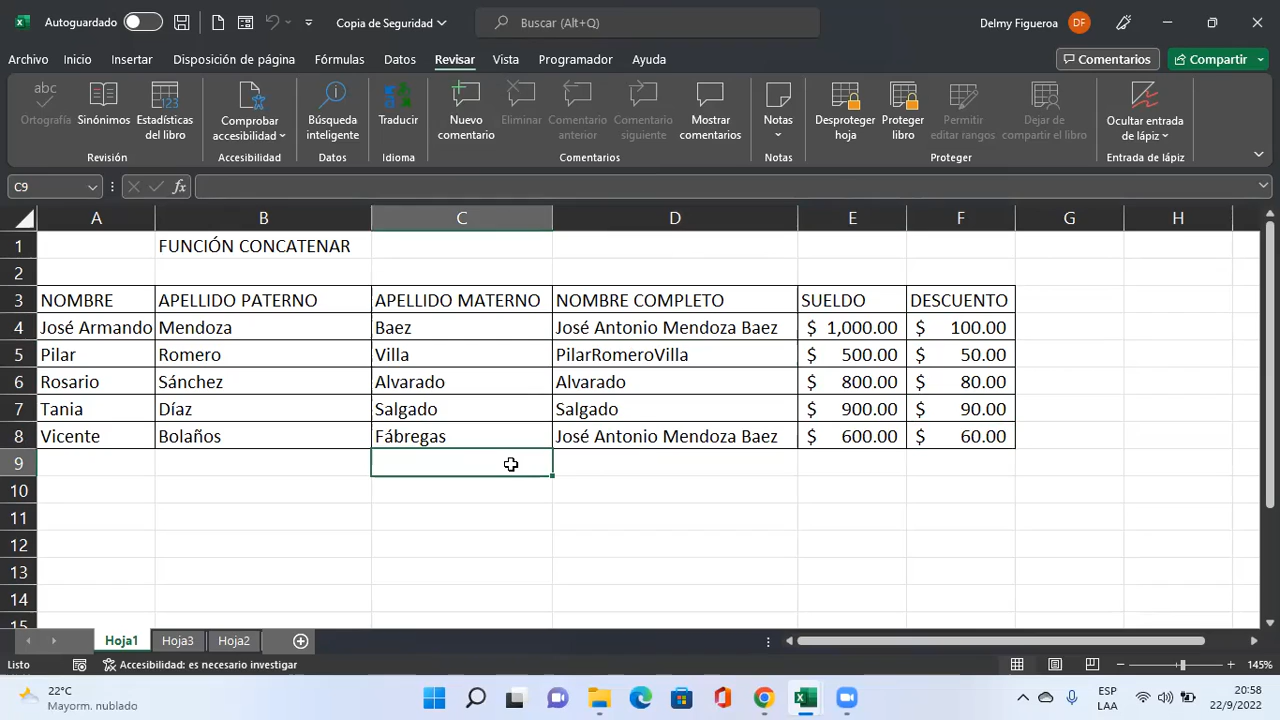 Autoguardado
Copia de Seguridad
Buscar (Alt+Q)
Delmy Figueroa
DF
Archivo Inicio Insertar Disposición de página Fórmulas Datos Revisar Vista Programador Ayuda
Comentarios
Compartir
abc
Ortografía
Sinónimos
123
Estadísticas
del libro
Revisión
Comprobar
accesibilidad
Accesibilidad
Búsqueda
inteligente
Datos
Traducir
Idioma
Nuevo
comentario
Eliminar
Comentario
anterior
Comentario
siguiente
Mostrar
comentarios
Comentarios
Notas
Notas
Desproteger
hoja
Proteger
libro
Permitir
editar rangos
Dejar de
compartir el libro
Proteger
Ocultar entrada
de lápiz
Entrada de lápiz
C9
fx
A B C D E F G H
1 FUNCIÓN CONCATENAR
2
3 NOMBRE APELLIDO PATERNO APELLIDO MATERNO NOMBRE COMPLETO SUELDO DESCUENTO
4 José Armando Mendoza Baez José Antonio Mendoza Baez $ 1,000.00 $ 100.00
5 Pilar Romero Villa PilarRomeroVilla $ 500.00 $ 50.00
6 Rosario Sánchez Alvarado Alvarado $ 800.00 $ 80.00
7 Tania Díaz Salgado Salgado $ 900.00 $ 90.00
8 Vicente Bolaños Fábregas José Antonio Mendoza Baez $ 600.00 $ 60.00
9
10
11
12
13
14
15
Hoja1 Hoja3 Hoja2
Listo
Accesibilidad: es necesario investigar
145%
22°C
Mayorm. nublado
ESP
LAA
20:58
22/9/2022